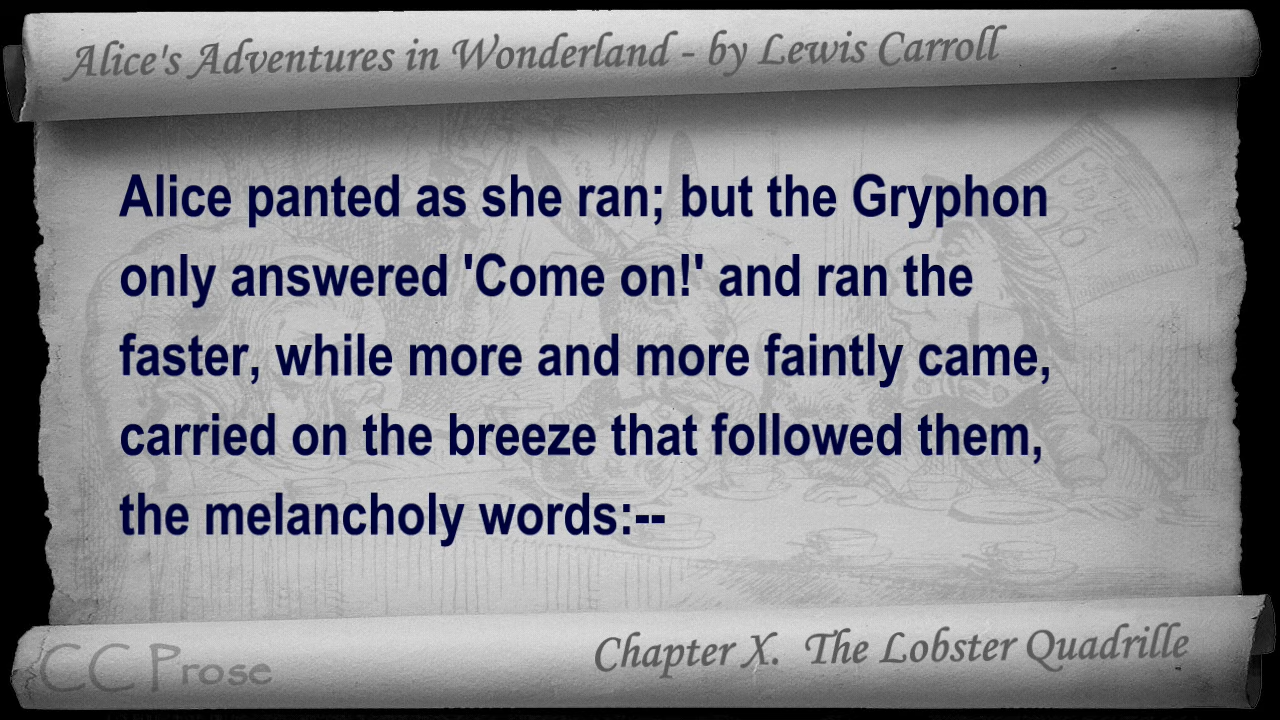 Alice's Adventures in Wonderland - by Lewis Carroll
Alice panted as she ran; but the Gryphon
only answered 'Come on!' and ran the
faster, while more and more faintly came,
carried on the breeze that followed them,
the melancholy words:--
CC Prose
Chapter X. The Lobster Quadrille